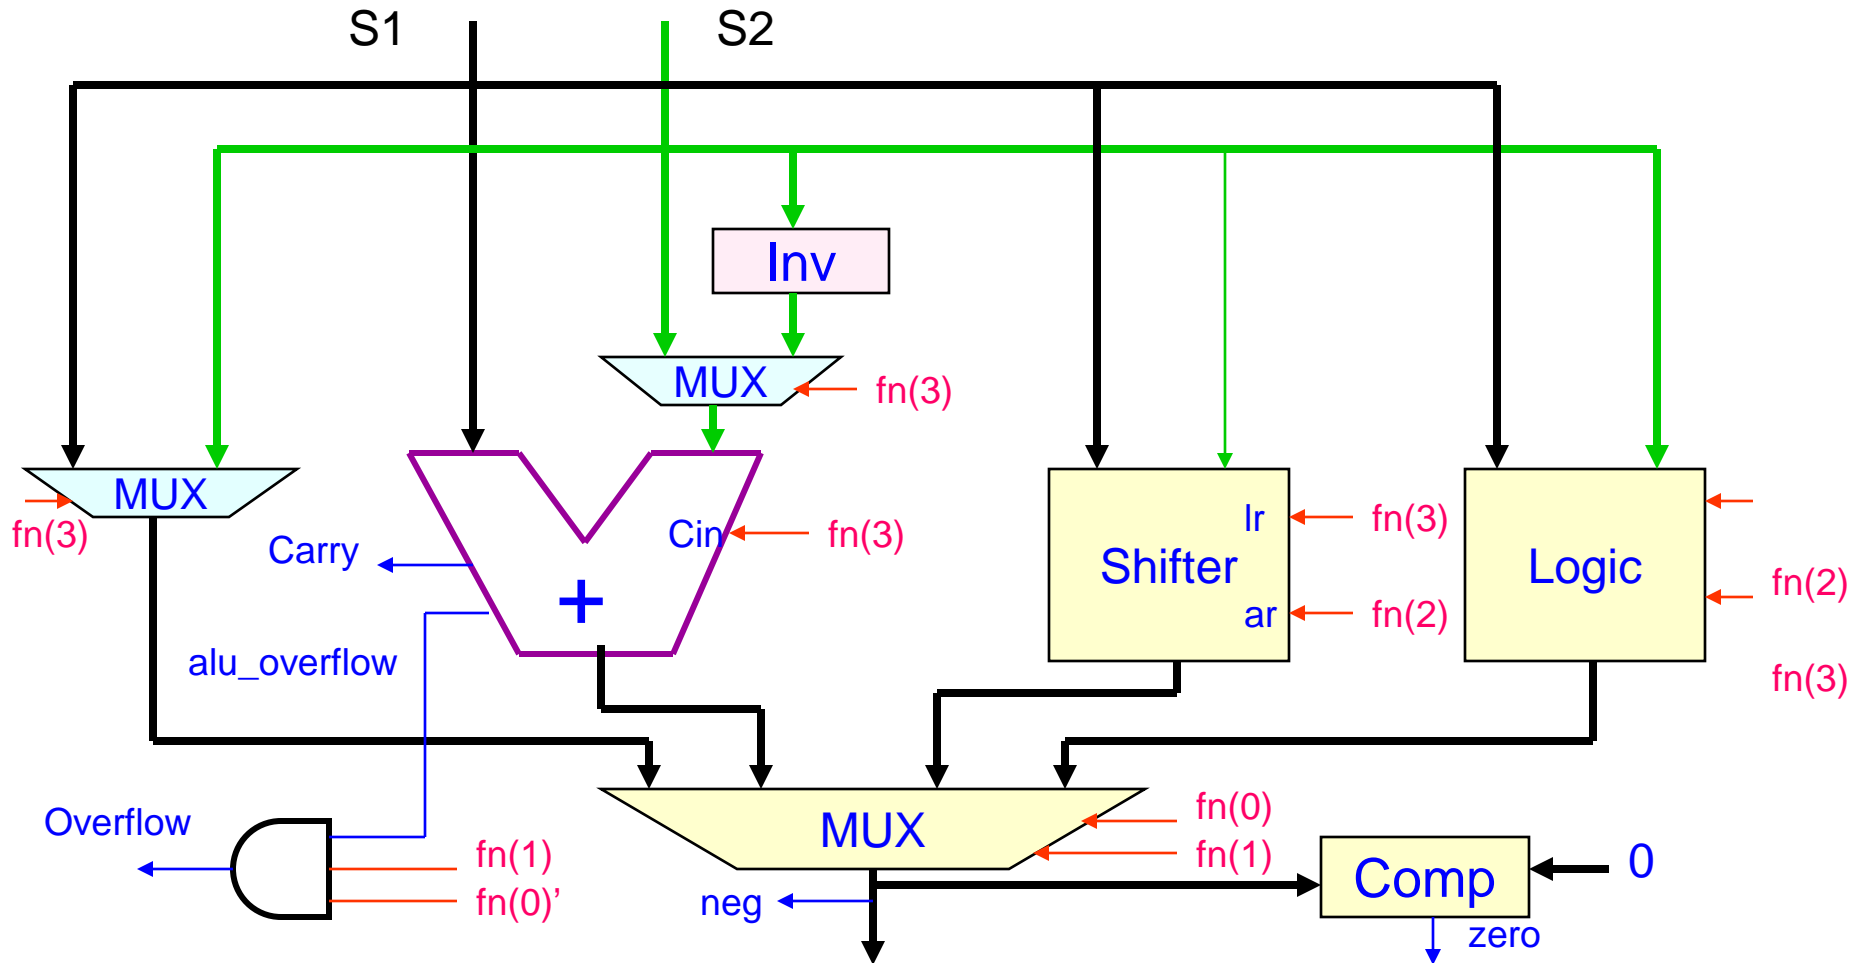 S1 S2
Inv
MUX fn(3)
MUX
fn(3)
Carry
Cin fn(3)
+
alu_overflow
lr fn(3)
Shifter
ar fn(2)
Logic
fn(2)
fn(3)
Overflow
fn(1)
fn(0)’
MUX
fn(0)
fn(1)
neg
Comp 0
zero